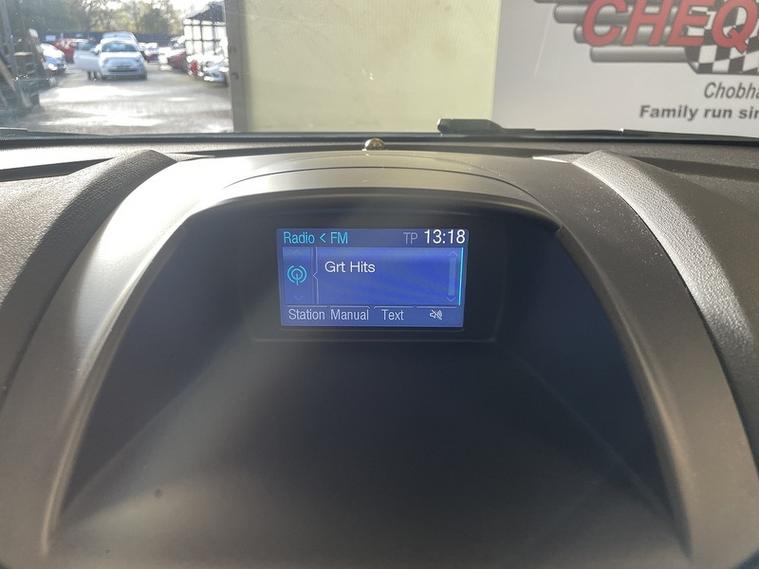 CHEQ
Chobha
Family run sin
Radio < FM TP 13:18
Grt Hits
Station Manual Text